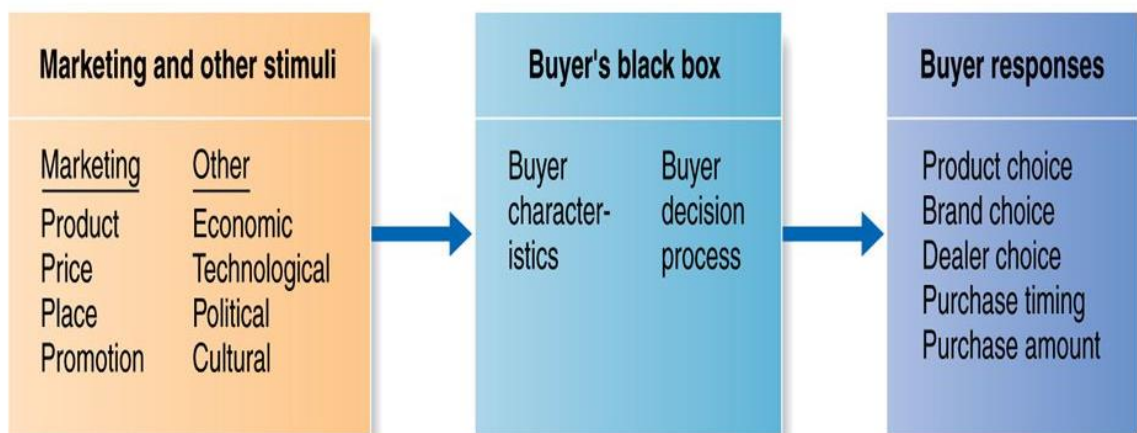 Marketing and other stimuli
Marketing Other
Product Economic
Price Technological
Place Political
Promotion Cultural
Buyer's black box
Buyer
character-
istics
Buyer
decision
process
Buyer responses
Product choice
Brand choice
Dealer choice
Purchase timing
Purchase amount